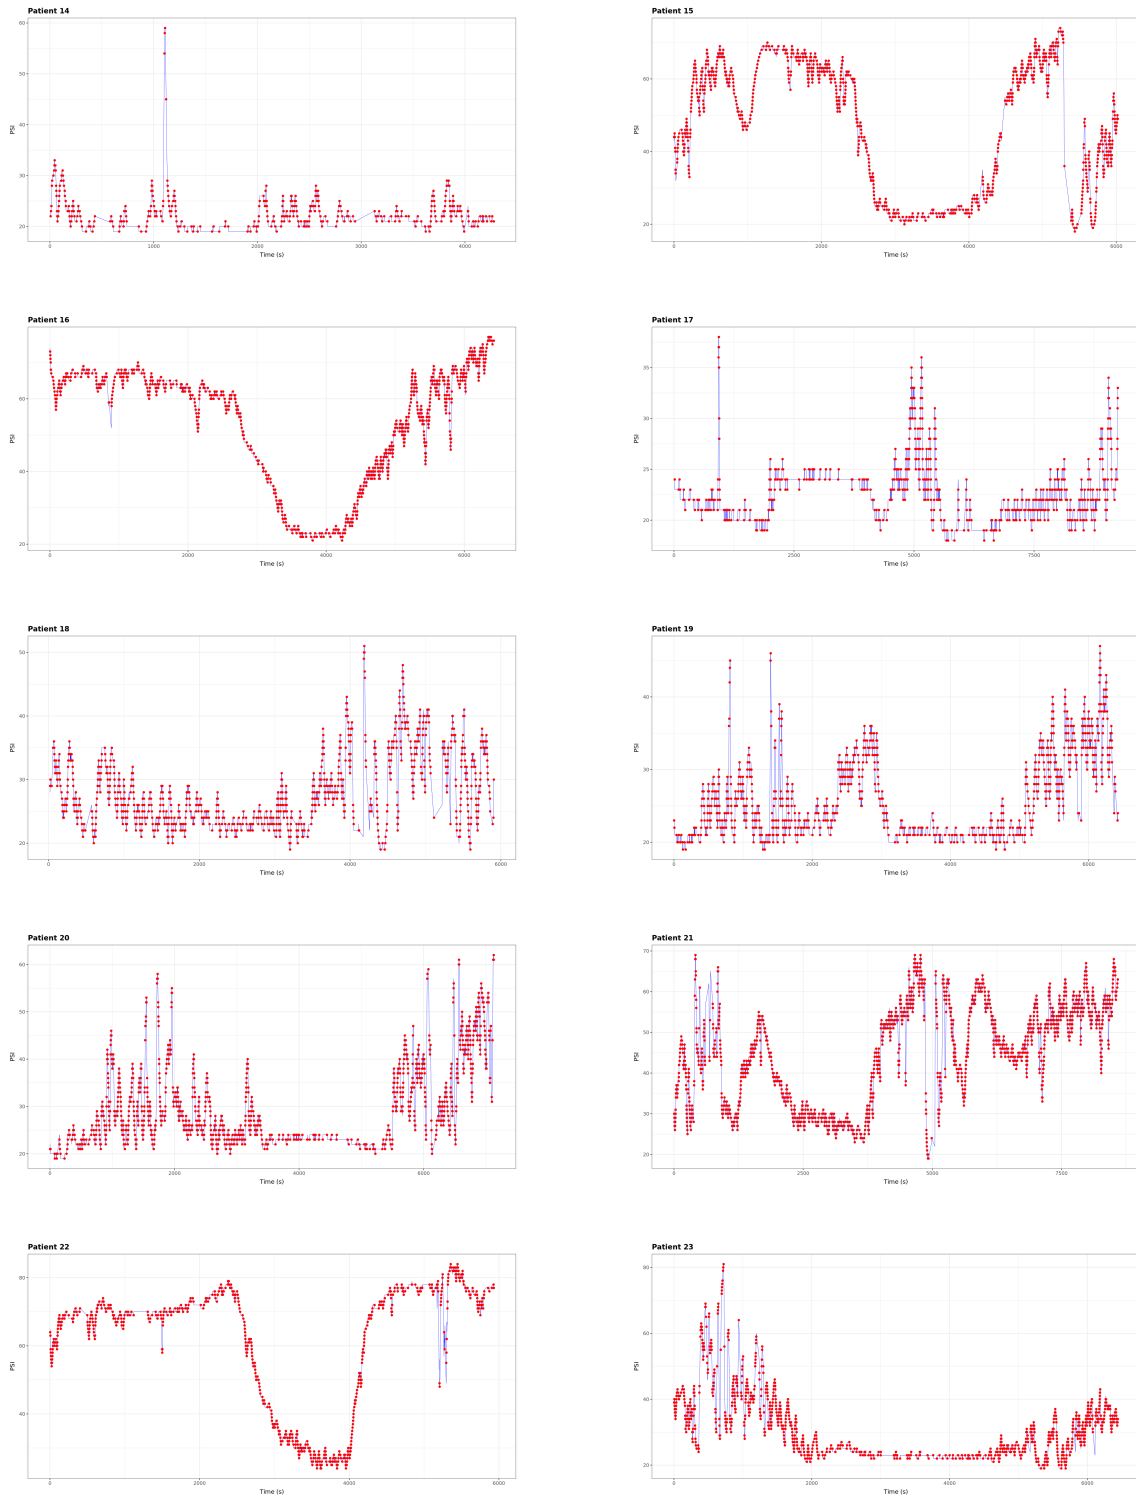 Patient 14
Patient 15
60
50
40
30
20
PSI
0
1000
2000
3000
4000
Time (s)
60
40
20
PSI
0
2000
4000
6000
Time (s)
Patient 16
Patient 17
60
40
20
PSI
0
2000
4000
6000
Time (s)
35
30
25
20
PSI
0
2500
5000
7500
Time (s)
Patient 18
Patient 19
50
40
30
20
PSI
0
2000
4000
6000
Time (s)
40
30
20
PSI
0
2000
4000
6000
Time (s)
Patient 20
Patient 21
60
50
40
30
20
PSI
0
2000
4000
6000
Time (s)
70
60
50
40
30
20
PSI
0
2500
5000
7500
Time (s)
Patient 22
Patient 23
80
60
40
PSI
0
2000
4000
6000
Time (s)
80
60
40
20
PSI
0
2000
4000
6000
Time (s)